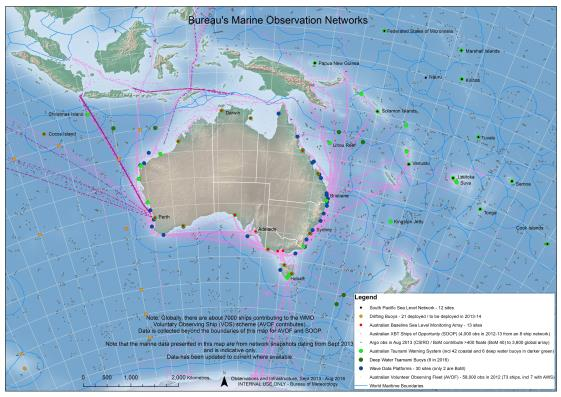 Bureau's Marine Observation Networks
Federated States of Micronesia
Marshall Islands
Papua New Guinea
Nauru
Kiribati
Christmas Island
Solomon Islands
Darwin
Cocos Island
Lihou Reef
Tuvalu
Vanuatu
Lautoka
Suva
Samoa
Brisbane
Tonga
Perth
Kingston Jetty
Adelaide
Sydney
Cook Islands
Hobart
Note: Globally, there are about 7000 ships contributing to the WMO
Voluntary Observing Ship (VOS) scheme (AVOF contributes).
Data is collected beyond the boundaries of this map for AVOF and SOOP.
Note that the marine data presented in this map are from network snapshots dating from Sept 2013
and is indicative only.
Data has been updated to current where available.
0 500 1,000 2,000 Kilometres
Observations and Infrastructure, Sept 2013 - Aug 2016
INTERNAL USE ONLY - Bureau of Meteorology
Legend
South Pacific Sea Level Network - 12 sites
Drifting Buoys - 21 deployed / to be deployed in 2013-14
Australian Baseline Sea Level Monitoring Array - 13 sites
Australian XBT Ships of Opportunity (SOOP) (4,000 obs in 2012-13 from an 8 ship network)
Argo obs in Aug 2013 (CSIRO / BoM contribute >400 floats (BoM 40) to 3,600 global array)
Australian Tsunami Warning System (incl 42 coastal and 6 deep water buoys in darker green)
Deep Water Tsunami Buoys (6 in 2016)
Wave Data Platforms - 30 sites (only 2 are BoM)
Australian Volunteer Observing Fleet (AVOF) - 58,000 obs in 2012 (73 ships, incl 7 with AWS)
World Maritime Boundaries